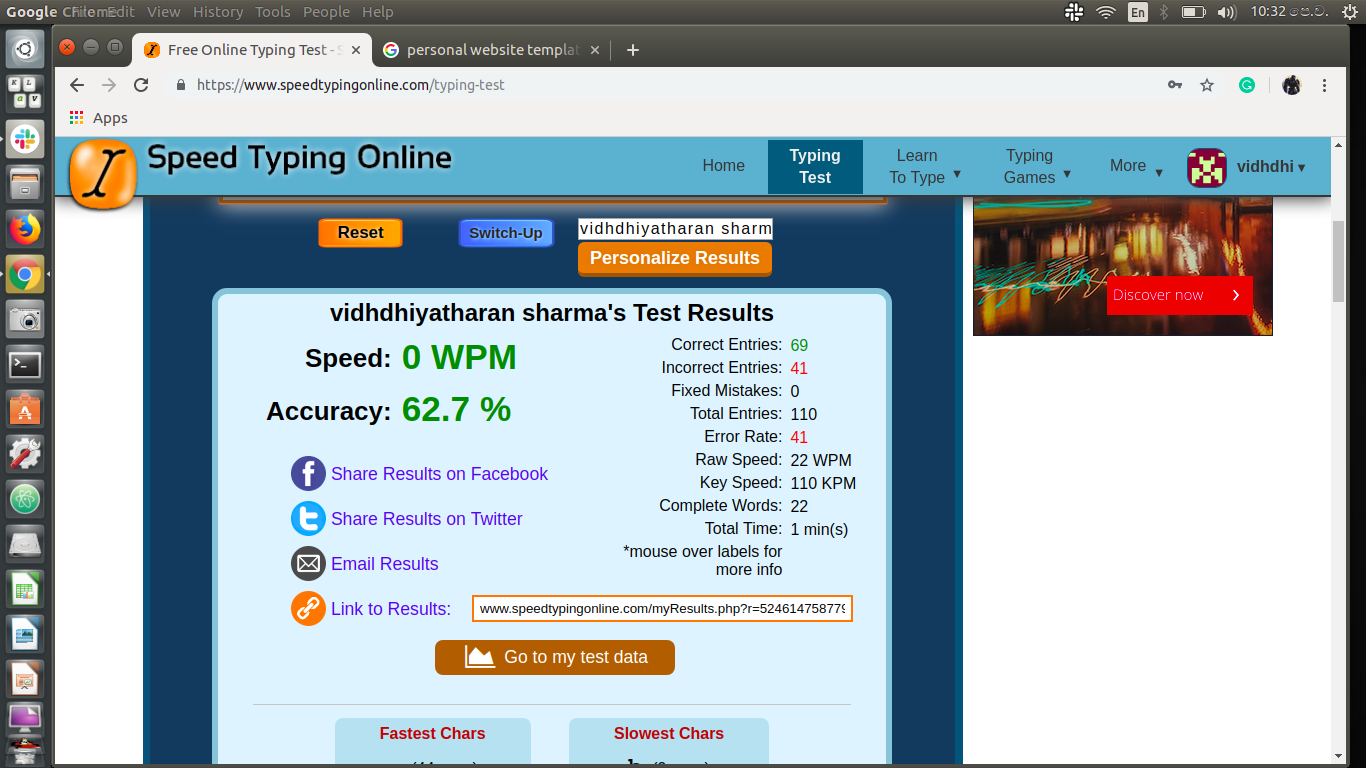 Google Chrome File Edit View History Tools People Help
En
10:32 පෙ.ව.
Free Online Typing Test - S
personal website templat
https://www.speedtypingonline.com/typing-test
Apps
Speed Typing Online
Home
Typing Test
Learn To Type ▼
Typing Games ▼
More ▼
vidhdhi ▾
Reset
Switch-Up
vidhdhiyatharan sharm
Personalize Results
Discover now
vidhdhiyatharan sharma's Test Results
Speed: 0 WPM
Accuracy: 62.7 %
Correct Entries: 69
Incorrect Entries: 41
Fixed Mistakes: 0
Total Entries: 110
Error Rate: 41
Raw Speed: 22 WPM
Key Speed: 110 KPM
Complete Words: 22
Total Time: 1 min(s)
*mouse over labels for
more info
Share Results on Facebook
Share Results on Twitter
Email Results
Link to Results: www.speedtypingonline.com/myResults.php?r=524614758779
Go to my test data
Fastest Chars
Slowest Chars